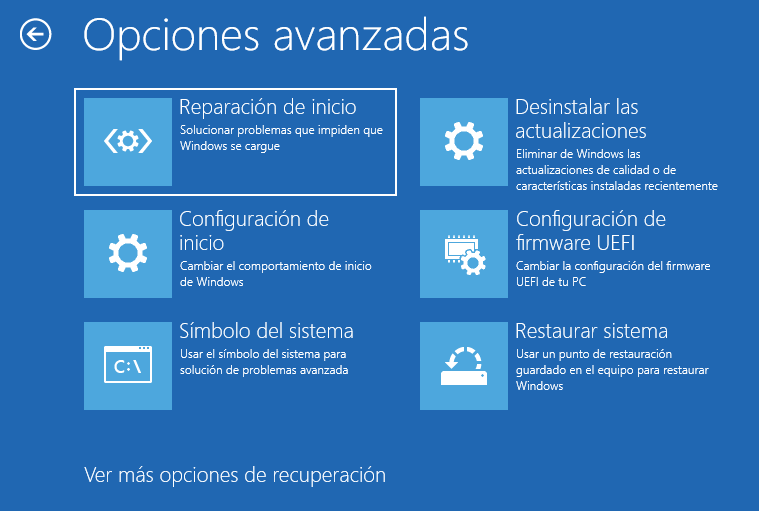 Opciones avanzadas
Reparación de inicio
Solucionar problemas que impiden que
Windows se cargue
Desinstalar las
actualizaciones
Eliminar de Windows las
actualizaciones de calidad o de
características instaladas recientemente
Configuración de
inicio
Cambiar el comportamiento de inicio
de Windows
Configuración de
firmware UEFI
Cambiar la configuración del firmware
UEFI de tu PC
C:\
Símbolo del sistema
Usar el símbolo del sistema para
solución de problemas avanzada
Restaurar sistema
Usar un punto de restauración
guardado en el equipo para restaurar
Windows
Ver más opciones de recuperación